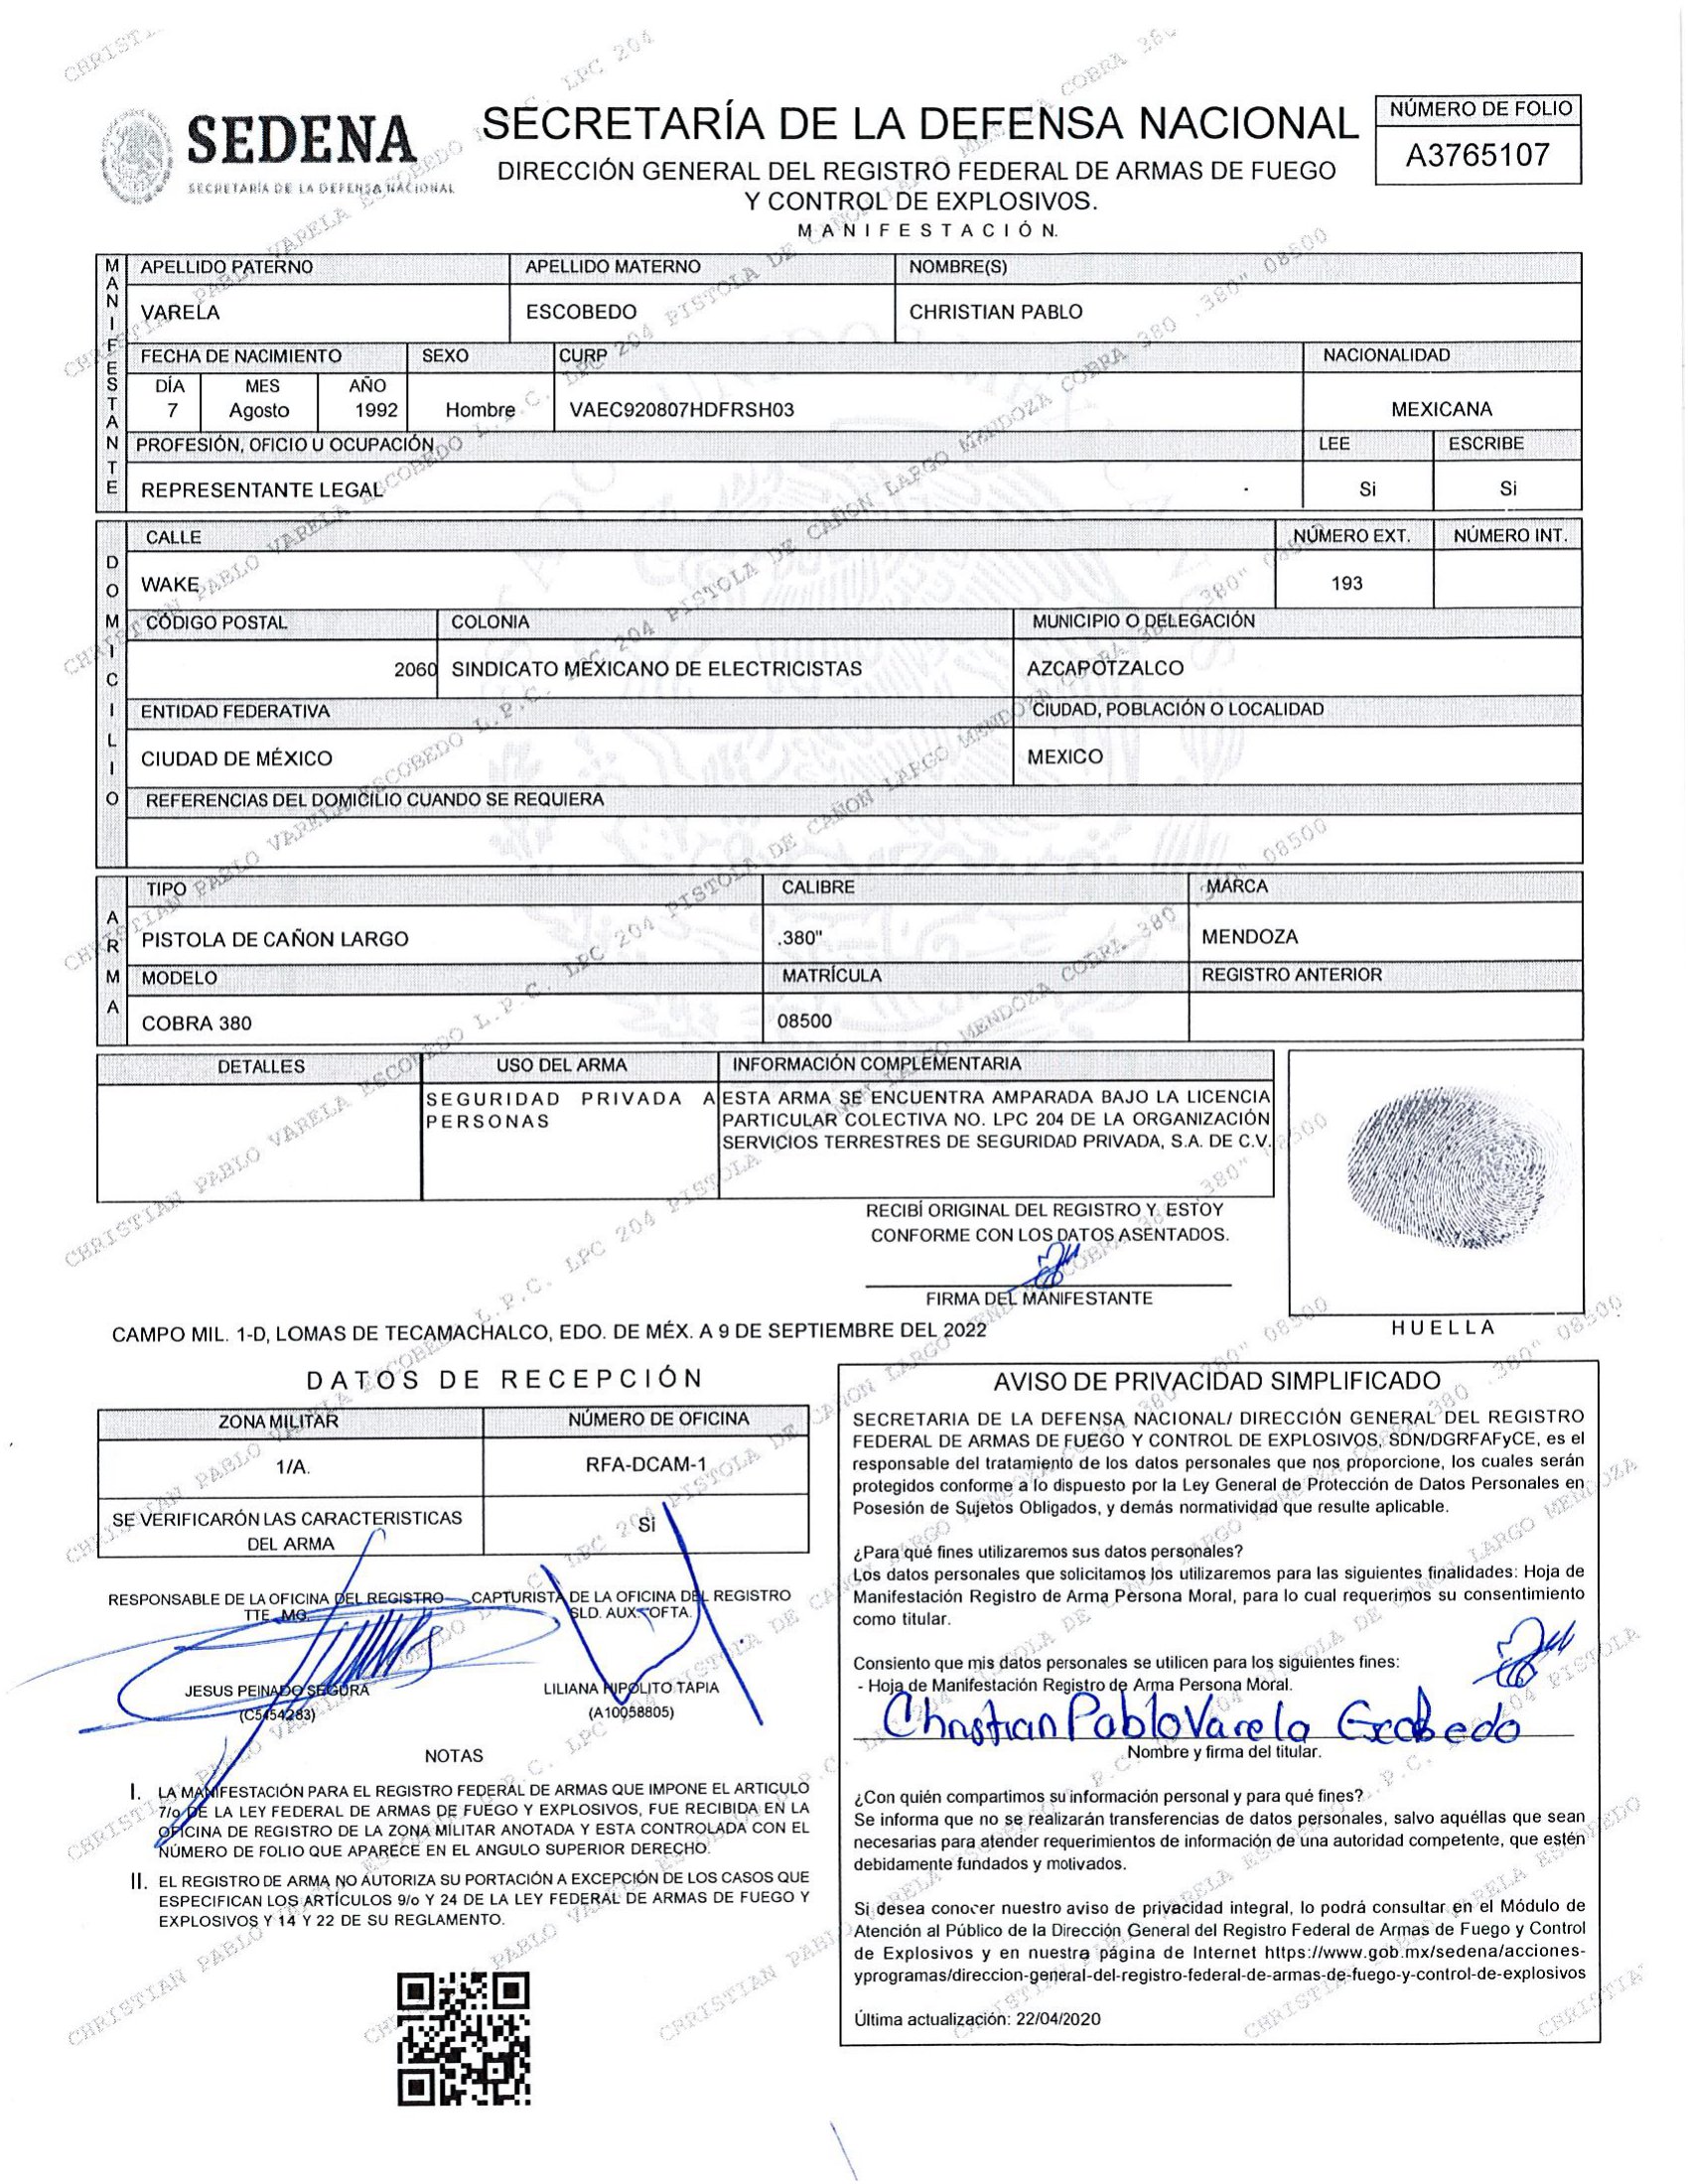 SEDENA
SECRETARÍA DE LA DEFENSA NACIONAL
SECRETARÍA DE LA DEFENSA NACIONAL
DIRECCIÓN GENERAL DEL REGISTRO FEDERAL DE ARMAS DE FUEGO
Y CONTROL DE EXPLOSIVOS.
MANIFESTACIÓN.
NÚMERO DE FOLIO
A3765107
MANIFESTANTE
APELLIDO PATERNO APELLIDO MATERNO NOMBRE(S)
VARELA ESCOBEDO CHRISTIAN PABLO
FECHA DE NACIMIENTO SEXO CURP NACIONALIDAD
DÍA MES AÑO
7 Agosto 1992 Hombre VAEC920807HDFRSH03 MEXICANA
PROFESIÓN, OFICIO U OCUPACIÓN LEE ESCRIBE
REPRESENTANTE LEGAL Si Si
DOMICILIO
CALLE NÚMERO EXT. NÚMERO INT.
WAKE 193
CÓDIGO POSTAL COLONIA MUNICIPIO O DELEGACIÓN
2060 SINDICATO MEXICANO DE ELECTRICISTAS AZCAPOTZALCO
ENTIDAD FEDERATIVA CIUDAD, POBLACIÓN O LOCALIDAD
CIUDAD DE MÉXICO MEXICO
REFERENCIAS DEL DOMICILIO CUANDO SE REQUIERA
ARMA
TIPO CALIBRE MARCA
PISTOLA DE CAÑON LARGO .380" MENDOZA
MODELO MATRÍCULA REGISTRO ANTERIOR
COBRA 380 08500
DETALLES USO DEL ARMA INFORMACIÓN COMPLEMENTARIA
SEGURIDAD PRIVADA A PERSONAS
ESTA ARMA SE ENCUENTRA AMPARADA BAJO LA LICENCIA
PARTICULAR COLECTIVA NO. LPC 204 DE LA ORGANIZACIÓN
SERVICIOS TERRESTRES DE SEGURIDAD PRIVADA, S.A. DE C.V.
RECIBÍ ORIGINAL DEL REGISTRO Y ESTOY
CONFORME CON LOS DATOS ASENTADOS.
FIRMA DEL MANIFESTANTE
HUELLA
CAMPO MIL. 1-D, LOMAS DE TECAMACHALCO, EDO. DE MÉX. A 9 DE SEPTIEMBRE DEL 2022
DATOS DE RECEPCIÓN
ZONA MILITAR NÚMERO DE OFICINA
1/A. RFA-DCAM-1
SE VERIFICARÓN LAS CARACTERISTICAS
DEL ARMA
Si
RESPONSABLE DE LA OFICINA DEL REGISTRO
TTE. MG.
JESUS PEINADO SEGURA
(C5454283)
CAPTURISTA DE LA OFICINA DEL REGISTRO
SLD. AUX. OFTA.
LILIANA HIPOLITO TAPIA
(A10058805)
NOTAS
I. LA MANIFESTACIÓN PARA EL REGISTRO FEDERAL DE ARMAS QUE IMPONE EL ARTICULO
7/o DE LA LEY FEDERAL DE ARMAS DE FUEGO Y EXPLOSIVOS, FUE RECIBIDA EN LA
OFICINA DE REGISTRO DE LA ZONA MILITAR ANOTADA Y ESTA CONTROLADA CON EL
NÚMERO DE FOLIO QUE APARECE EN EL ANGULO SUPERIOR DERECHO.
II. EL REGISTRO DE ARMA NO AUTORIZA SU PORTACIÓN A EXCEPCIÓN DE LOS CASOS QUE
ESPECIFICAN LOS ARTÍCULOS 9/o Y 24 DE LA LEY FEDERAL DE ARMAS DE FUEGO Y
EXPLOSIVOS Y 14 Y 22 DE SU REGLAMENTO.
AVISO DE PRIVACIDAD SIMPLIFICADO
SECRETARIA DE LA DEFENSA NACIONAL/ DIRECCIÓN GENERAL DEL REGISTRO
FEDERAL DE ARMAS DE FUEGO Y CONTROL DE EXPLOSIVOS, SDN/DGRFAFyCE, es el
responsable del tratamiento de los datos personales que nos proporcione, los cuales serán
protegidos conforme a lo dispuesto por la Ley General de Protección de Datos Personales en
Posesión de Sujetos Obligados, y demás normatividad que resulte aplicable.
¿Para qué fines utilizaremos sus datos personales?
Los datos personales que solicitamos los utilizaremos para las siguientes finalidades: Hoja de
Manifestación Registro de Arma Persona Moral, para lo cual requerimos su consentimiento
como titular.
Consiento que mis datos personales se utilicen para los siguientes fines:
- Hoja de Manifestación Registro de Arma Persona Moral.
Christian Pablo Varela Escobedo
Nombre y firma del titular.
¿Con quién compartimos su información personal y para qué fines?
Se informa que no se realizarán transferencias de datos personales, salvo aquéllas que sean
necesarias para atender requerimientos de información de una autoridad competente, que estén
debidamente fundados y motivados.
Si desea conocer nuestro aviso de privacidad integral, lo podrá consultar en el Módulo de
Atención al Público de la Dirección General del Registro Federal de Armas de Fuego y Control
de Explosivos y en nuestra página de Internet https://www.gob.mx/sedena/acciones-
yprogramas/direccion-general-del-registro-federal-de-armas-de-fuego-y-control-de-explosivos
Última actualización: 22/04/2020
CHRISTIAN PABLO VARELA ESCOBEDO L.P.C. LPC 204 PISTOLA DE CAÑON LARGO MENDOZA COBRA 380 .380" 08500